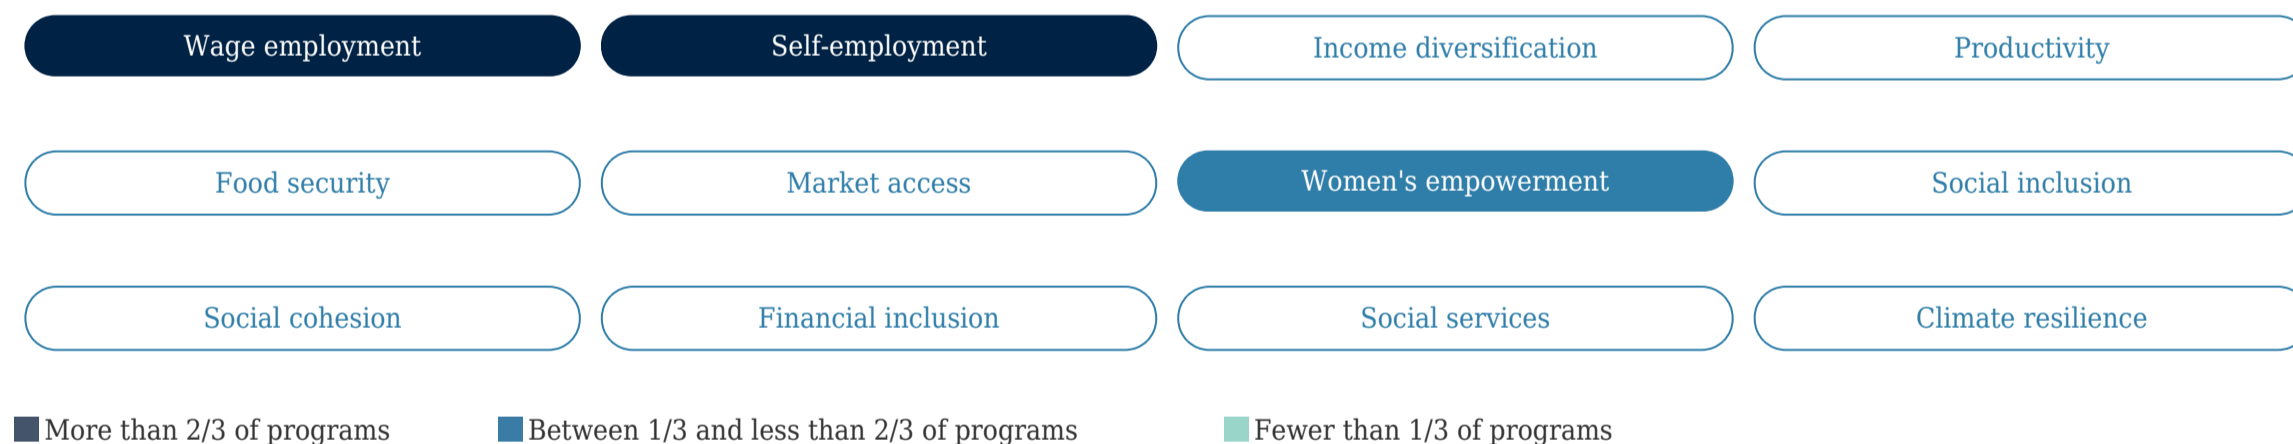 Wage employment
Self-employment
Income diversification
Productivity
Food security
Market access
Women's empowerment
Social inclusion
Social cohesion
Financial inclusion
Social services
Climate resilience
More than 2/3 of programs
Between 1/3 and less than 2/3 of programs
Fewer than 1/3 of programs